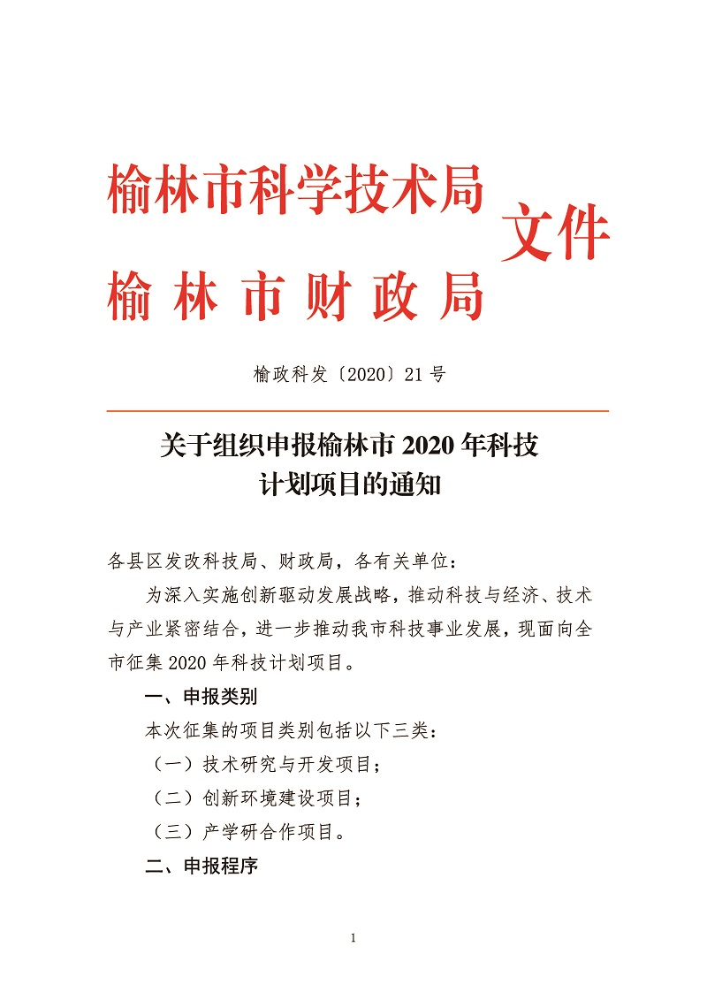 榆林市科学技术局
文件
榆林市财政局
榆政科发〔2020〕21号
关于组织申报榆林市 2020 年科技
计划项目的通知
各县区发改科技局、财政局，各有关单位：
为深入实施创新驱动发展战略，推动科技与经济、技术
与产业紧密结合，进一步推动我市科技事业发展，现面向全
市征集 2020 年科技计划项目。
一、申报类别
本次征集的项目类别包括以下三类：
（一）技术研究与开发项目；
（二）创新环境建设项目；
（三）产学研合作项目。
二、申报程序
1